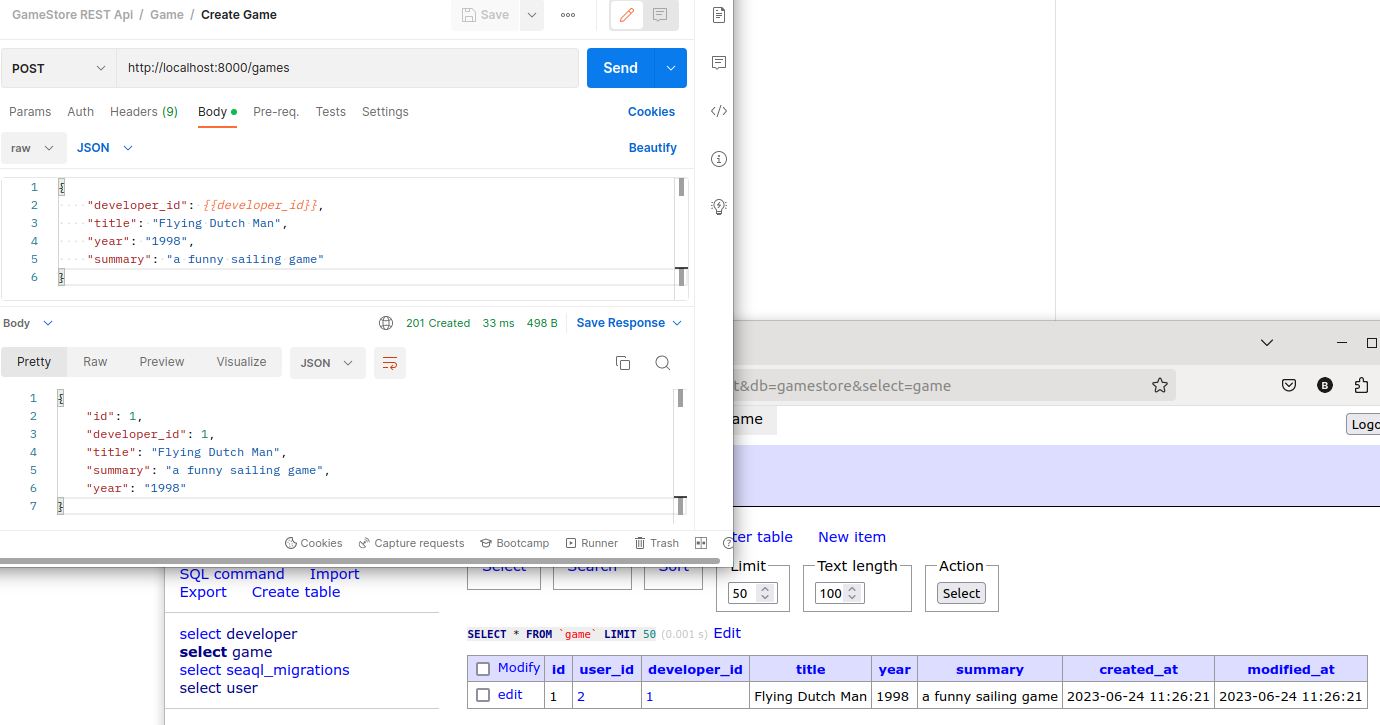 GameStore REST Api / Game / Create Game
Save
POST
http://localhost:8000/games
Send
Params Auth Headers (9) Body Pre-req. Tests Settings Cookies
raw JSON Beautify
1 {
2 "developer_id": {{developer_id}},
3 "title": "Flying Dutch Man",
4 "year": "1998",
5 "summary": "a funny sailing game"
6 }
Body 201 Created 33 ms 498 B Save Response
Pretty Raw Preview Visualize JSON
1 {
2 "id": 1,
3 "developer_id": 1,
4 "title": "Flying Dutch Man",
5 "summary": "a funny sailing game",
6 "year": "1998"
7 }
Cookies Capture requests Bootcamp Runner Trash
t&db=gamestore&select=game
B
ame
Logo
ter table New item
SQL command Import
Export Create table
select developer
select game
select seaql_migrations
select user
Select Search Sort Limit Text length Action
50 100 Select
SELECT * FROM `game` LIMIT 50 (0.001 s) Edit
Modify id user_id developer_id title year summary created_at modified_at
edit 1 2 1 Flying Dutch Man 1998 a funny sailing game 2023-06-24 11:26:21 2023-06-24 11:26:21